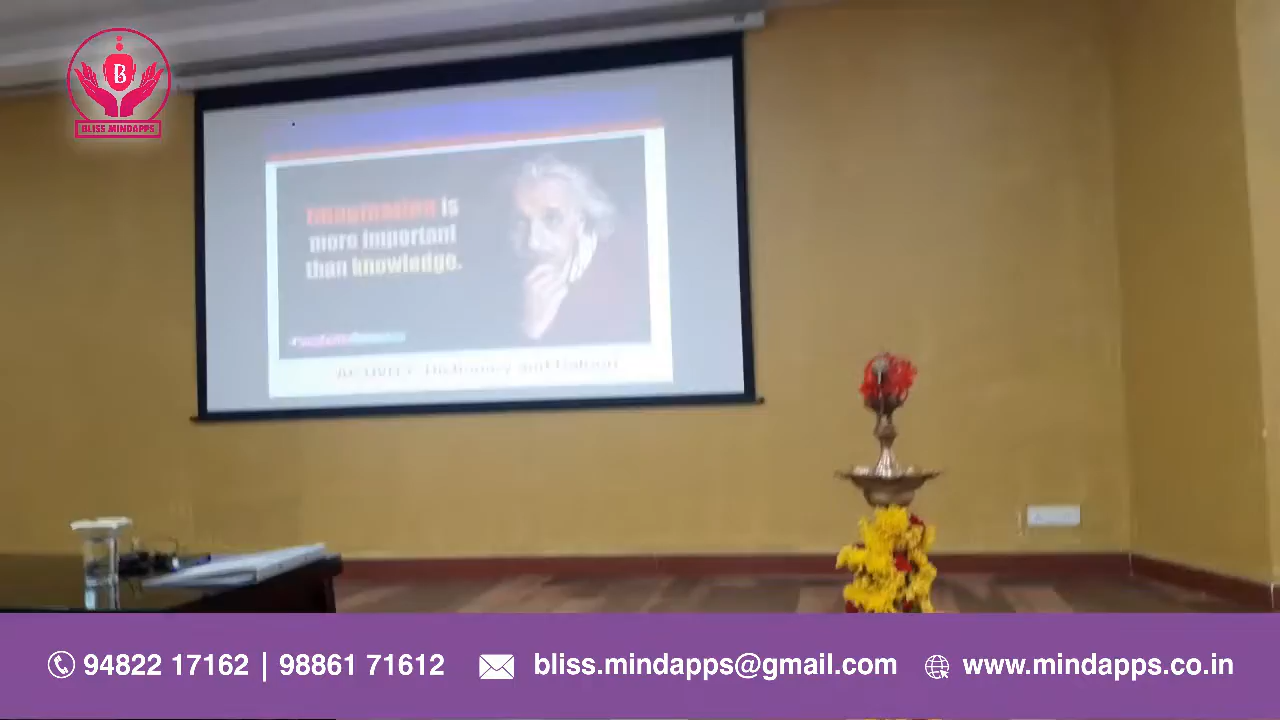 B
BLISS MINDAPPS
Imagination is
more important
than knowledge.
94822 17162 | 98861 71612
bliss.mindapps@gmail.com
www.mindapps.co.in